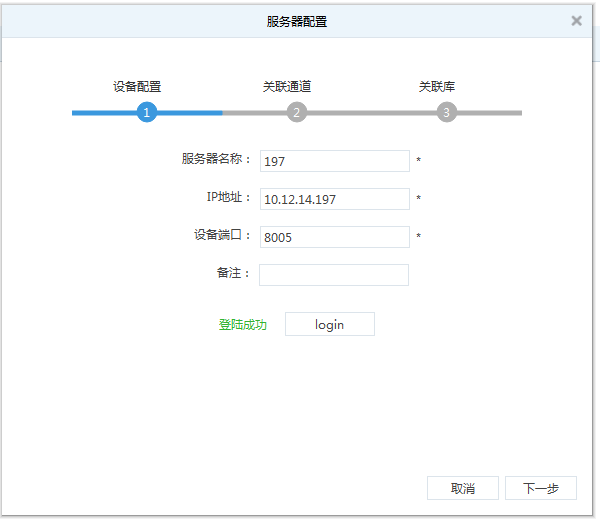 服务器配置
设备配置 关联通道 关联库
1 2 3
服务器名称： 197 *
IP地址： 10.12.14.197 *
设备端口： 8005 *
备注：
登陆成功 login
取消 下一步